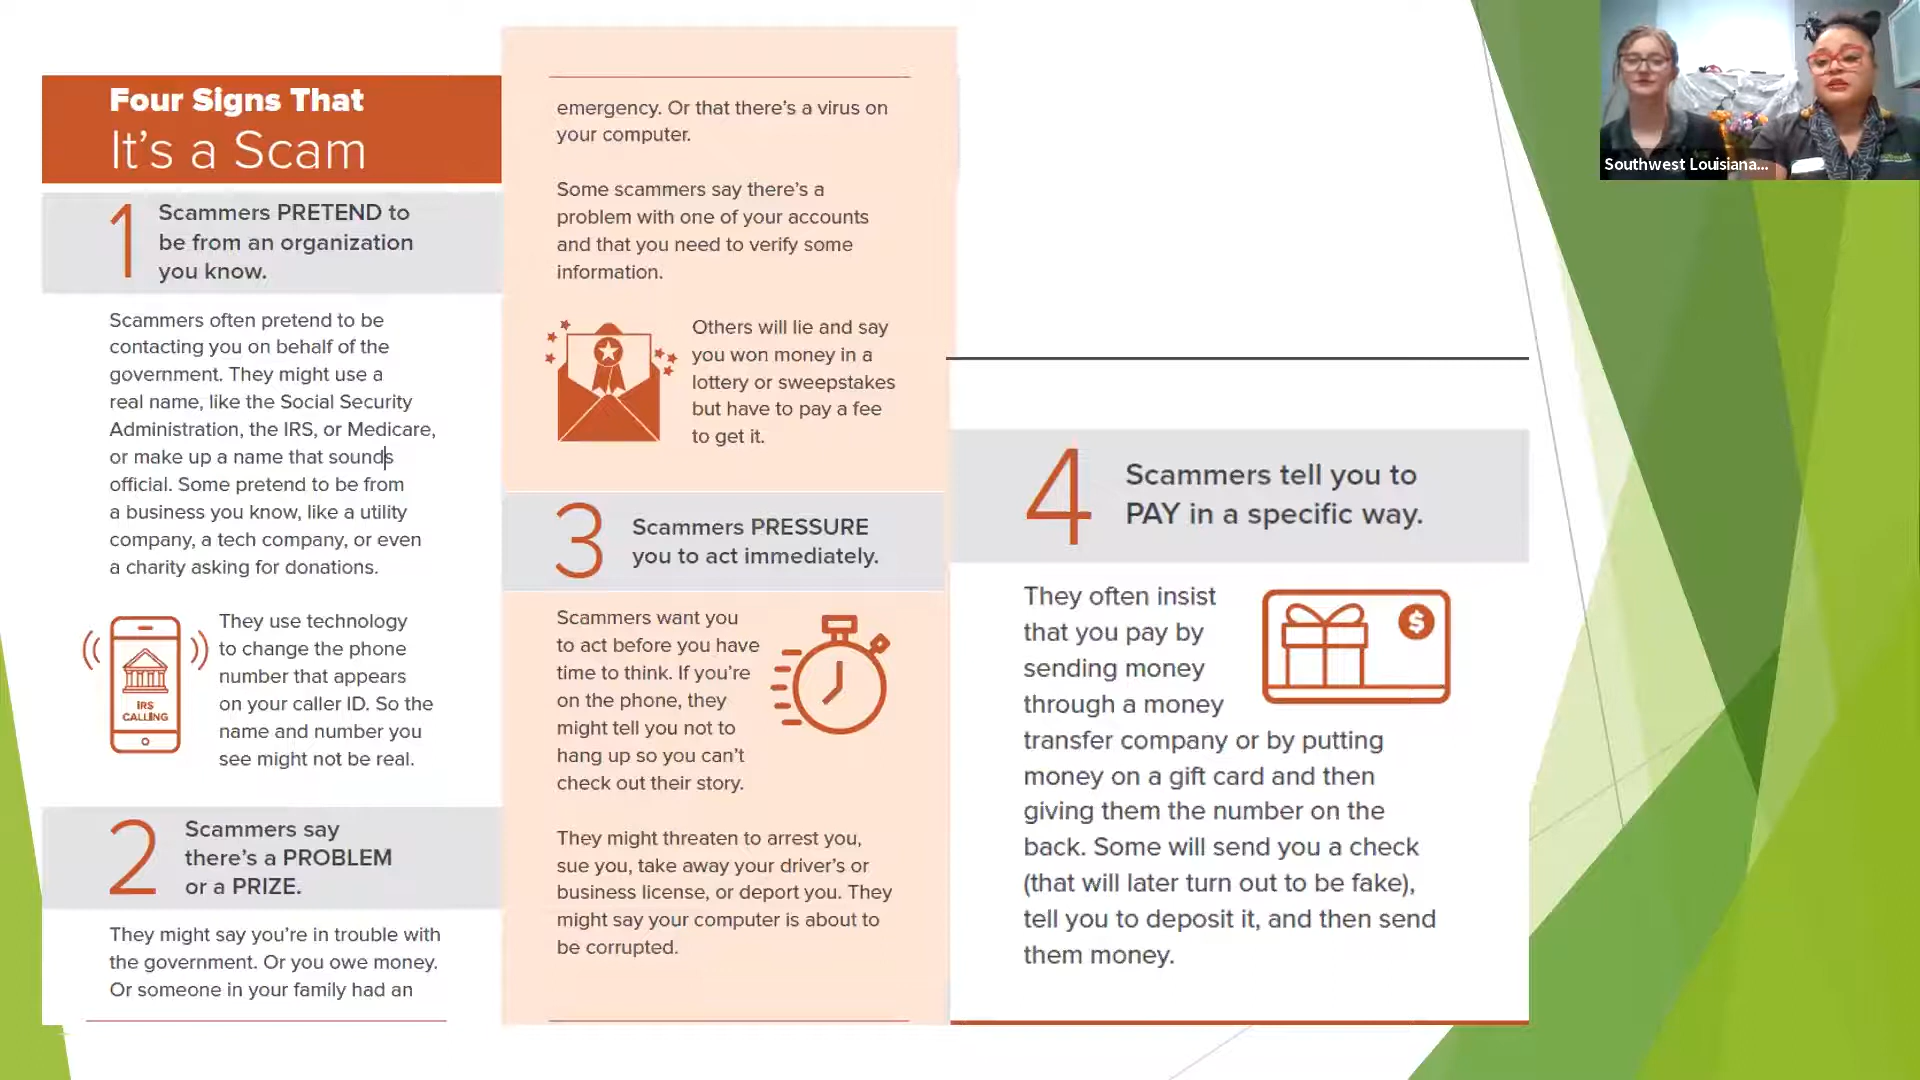 Four Signs That
It's a Scam
1
Scammers PRETEND to
be from an organization
you know.
Scammers often pretend to be
contacting you on behalf of the
government. They might use a
real name, like the Social Security
Administration, the IRS, or Medicare,
or make up a name that sounds
official. Some pretend to be from
a business you know, like a utility
company, a tech company, or even
a charity asking for donations.
IRS
CALLING
They use technology
to change the phone
number that appears
on your caller ID. So the
name and number you
see might not be real.
2
Scammers say
there's a PROBLEM
or a PRIZE.
They might say you're in trouble with
the government. Or you owe money.
Or someone in your family had an
emergency. Or that there's a virus on
your computer.
Some scammers say there's a
problem with one of your accounts
and that you need to verify some
information.
Others will lie and say
you won money in a
lottery or sweepstakes
but have to pay a fee
to get it.
3
Scammers PRESSURE
you to act immediately.
Scammers want you
to act before you have
time to think. If you're
on the phone, they
might tell you not to
hang up so you can't
check out their story.
They might threaten to arrest you,
sue you, take away your driver's or
business license, or deport you. They
might say your computer is about to
be corrupted.
4
Scammers tell you to
PAY in a specific way.
They often insist
that you pay by
sending money
through a money
transfer company or by putting
money on a gift card and then
giving them the number on the
back. Some will send you a check
(that will later turn out to be fake),
tell you to deposit it, and then send
them money.
$
Southwest Louisiana...